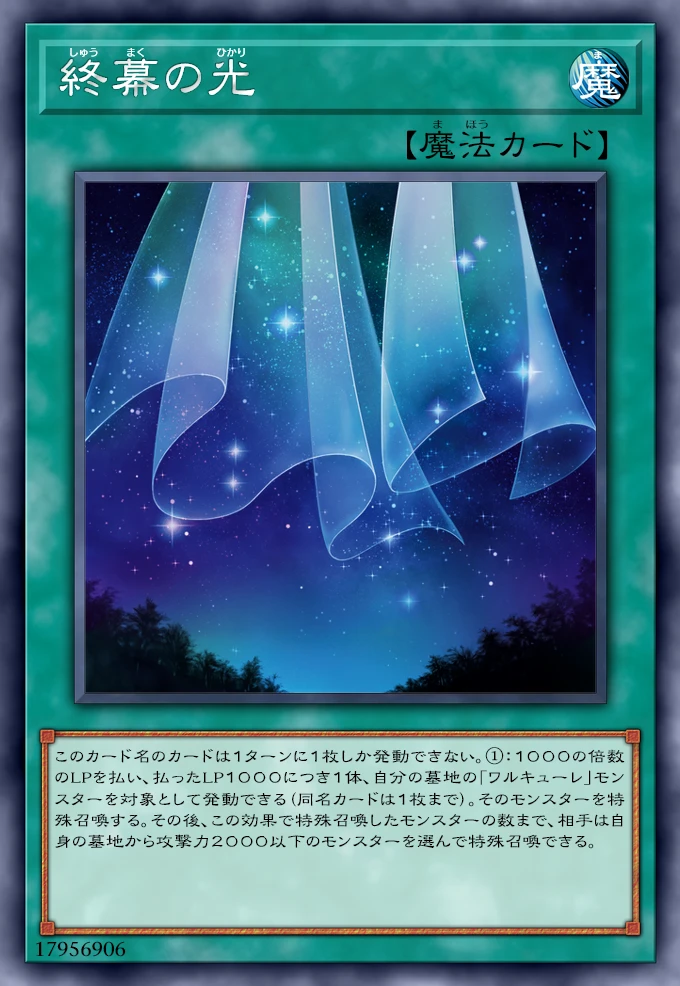 しゅう まく ひかり
終幕の光
ま
魔
ま ほう
【魔法カード】
このカード名のカードは1ターンに1枚しか発動できない。①:1000の倍数
のLPを払い、払ったLP1000につき1体、自分の墓地の「ワルキューレ」モン
スターを対象として発動できる(同名カードは1枚まで)。そのモンスターを特
殊召喚する。その後、この効果で特殊召喚したモンスターの数まで、相手は自
身の墓地から攻撃力2000以下のモンスターを選んで特殊召喚できる。
17956906